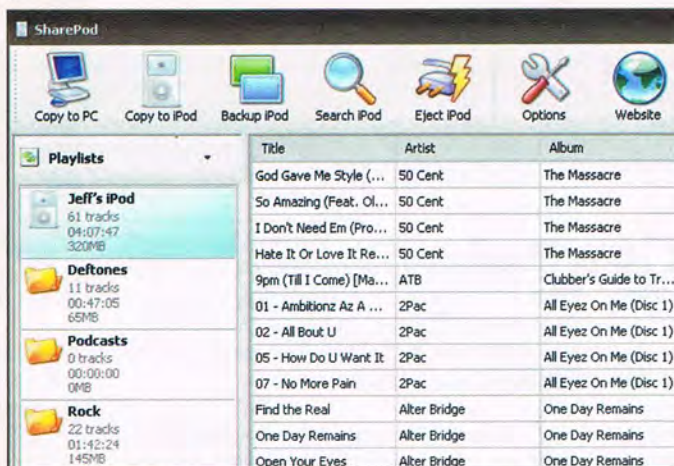 SharePod
Copy to PC Copy to iPod Backup iPod Search iPod Eject iPod Options Website
Playlists
Jeff's iPod
61 tracks
04:07:47
320MB
Deftones
11 tracks
00:47:05
65MB
Podcasts
0 tracks
00:00:00
0MB
Rock
22 tracks
01:42:24
145MB
Title Artist Album
God Gave Me Style (... 50 Cent The Massacre
So Amazing (Feat. Ol... 50 Cent The Massacre
I Don't Need Em (Pro... 50 Cent The Massacre
Hate It Or Love It Re... 50 Cent The Massacre
9pm (Till I Come) [Ma... ATB Clubber's Guide to Tr...
01 - Ambitionz Az A ... 2Pac All Eyez On Me (Disc 1)
02 - All Bout U 2Pac All Eyez On Me (Disc 1)
05 - How Do U Want It 2Pac All Eyez On Me (Disc 1)
07 - No More Pain 2Pac All Eyez On Me (Disc 1)
Find the Real Alter Bridge One Day Remains
One Day Remains Alter Bridge One Day Remains
Open Your Eyes Alter Bridge One Day Remains